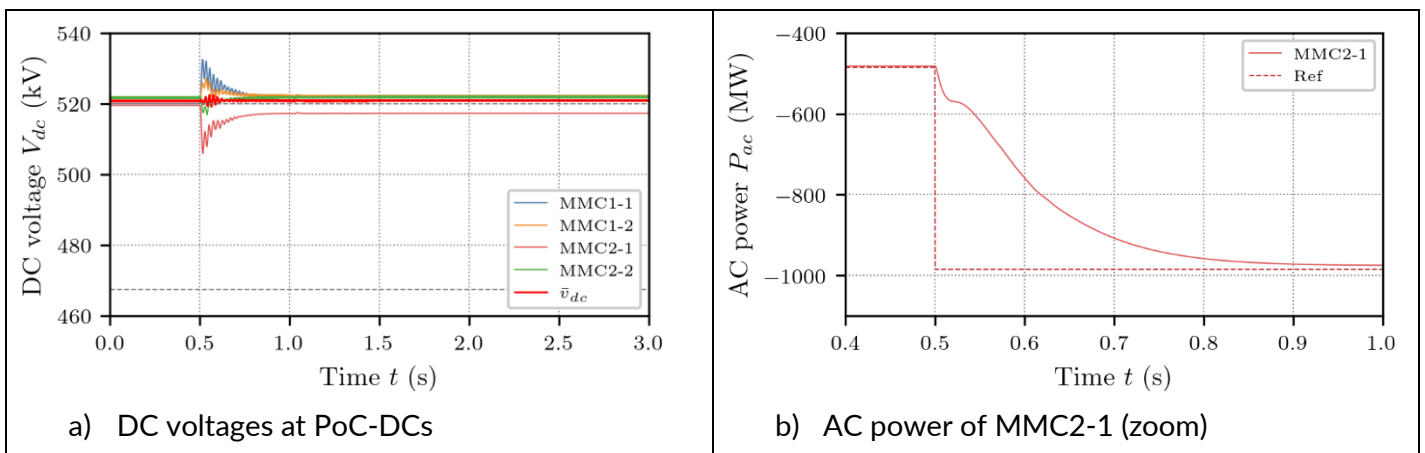 540
520
500
480
460
DC voltage V_dc (kV)
MMC1-1
MMC1-2
MMC2-1
MMC2-2
v̄_dc
0.0 0.5 1.0 1.5 2.0 2.5 3.0
Time t (s)
a) DC voltages at PoC-DCs
−400
−600
−800
−1000
AC power P_ac (MW)
MMC2-1
Ref
0.4 0.5 0.6 0.7 0.8 0.9 1.0
Time t (s)
b) AC power of MMC2-1 (zoom)